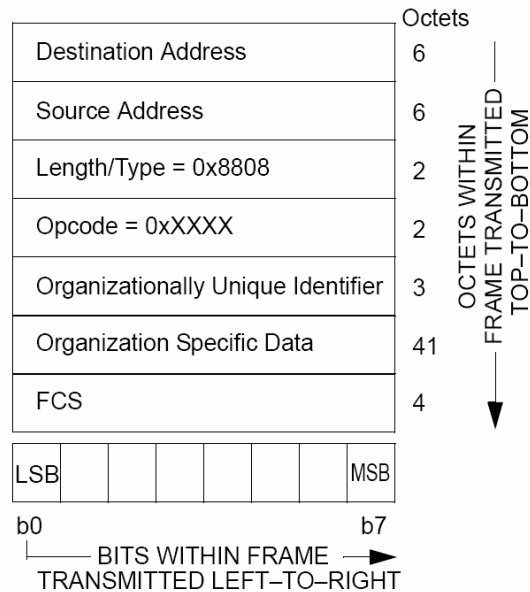 Octets
Destination Address 6
Source Address 6
Length/Type = 0x8808 2
Opcode = 0xXXXX 2
Organizationally Unique Identifier 3
Organization Specific Data 41
FCS 4
OCTETS WITHIN
FRAME TRANSMITTED
TOP–TO–BOTTOM
LSB MSB
b0 b7
BITS WITHIN FRAME
TRANSMITTED LEFT–TO–RIGHT